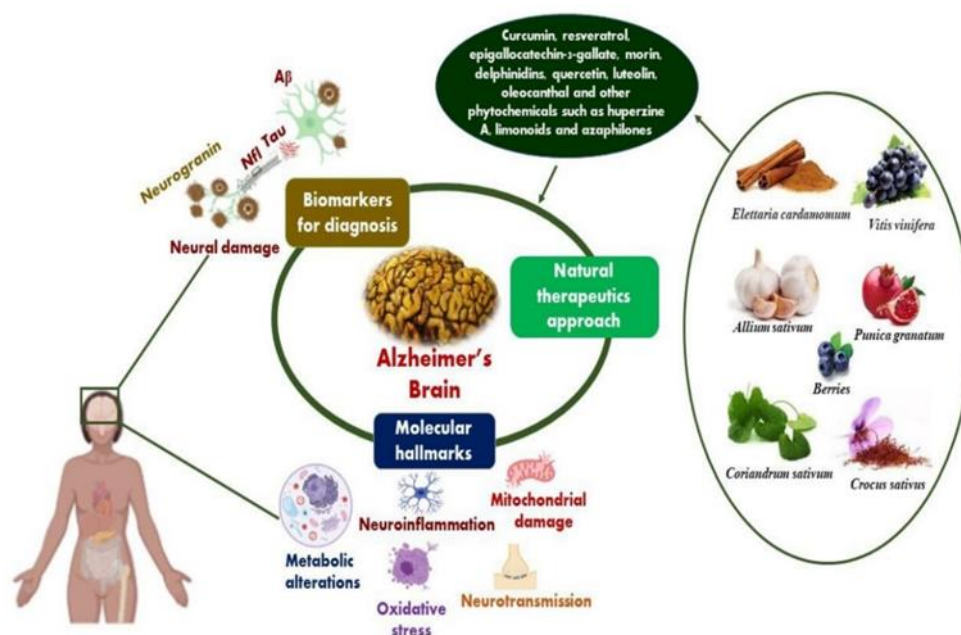 Curcumin, resveratrol,
epigallocatechin-3-gallate, morin,
delphinidins, quercetin, luteolin,
oleocanthal and other
phytochemicals such as huperzine
A, limonoids and azaphilones
Aβ
Nfl Tau
Neurogranin
Neural damage
Biomarkers
for diagnosis
Natural
therapeutics
approach
Alzheimer's
Brain
Molecular
hallmarks
Neuroinflammation
Mitochondrial
damage
Metabolic
alterations
Oxidative
stress
Neurotransmission
Elettaria cardamomum
Vitis vinifera
Allium sativum
Punica granatum
Berries
Coriandrum sativum
Crocus sativus